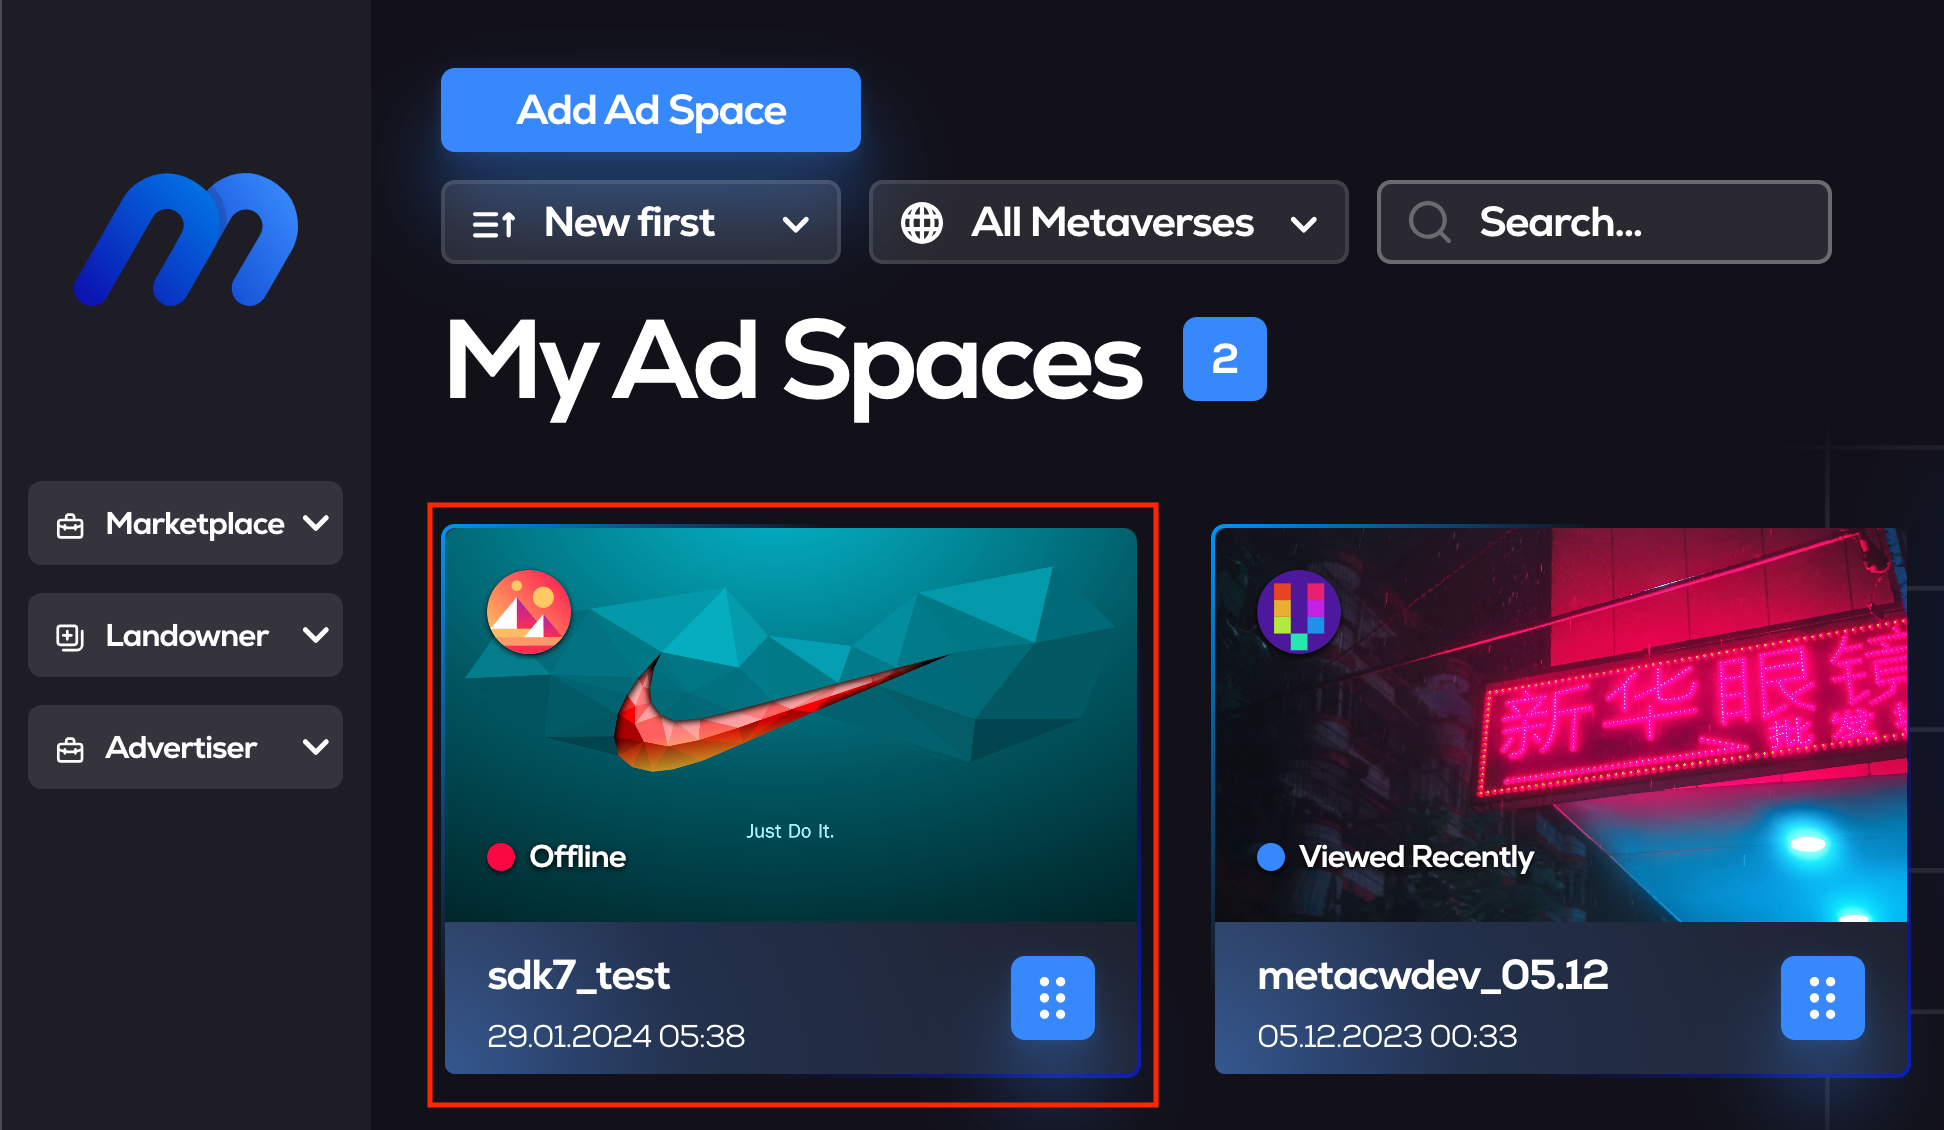 Add Ad Space
New first
All Metaverses
Search...
My Ad Spaces 2
Marketplace
Landowner
Advertiser
Just Do It.
Offline
sdk7_test
29.01.2024 05:38
新华眼镜
Viewed Recently
metacwdev_05.12
05.12.2023 00:33